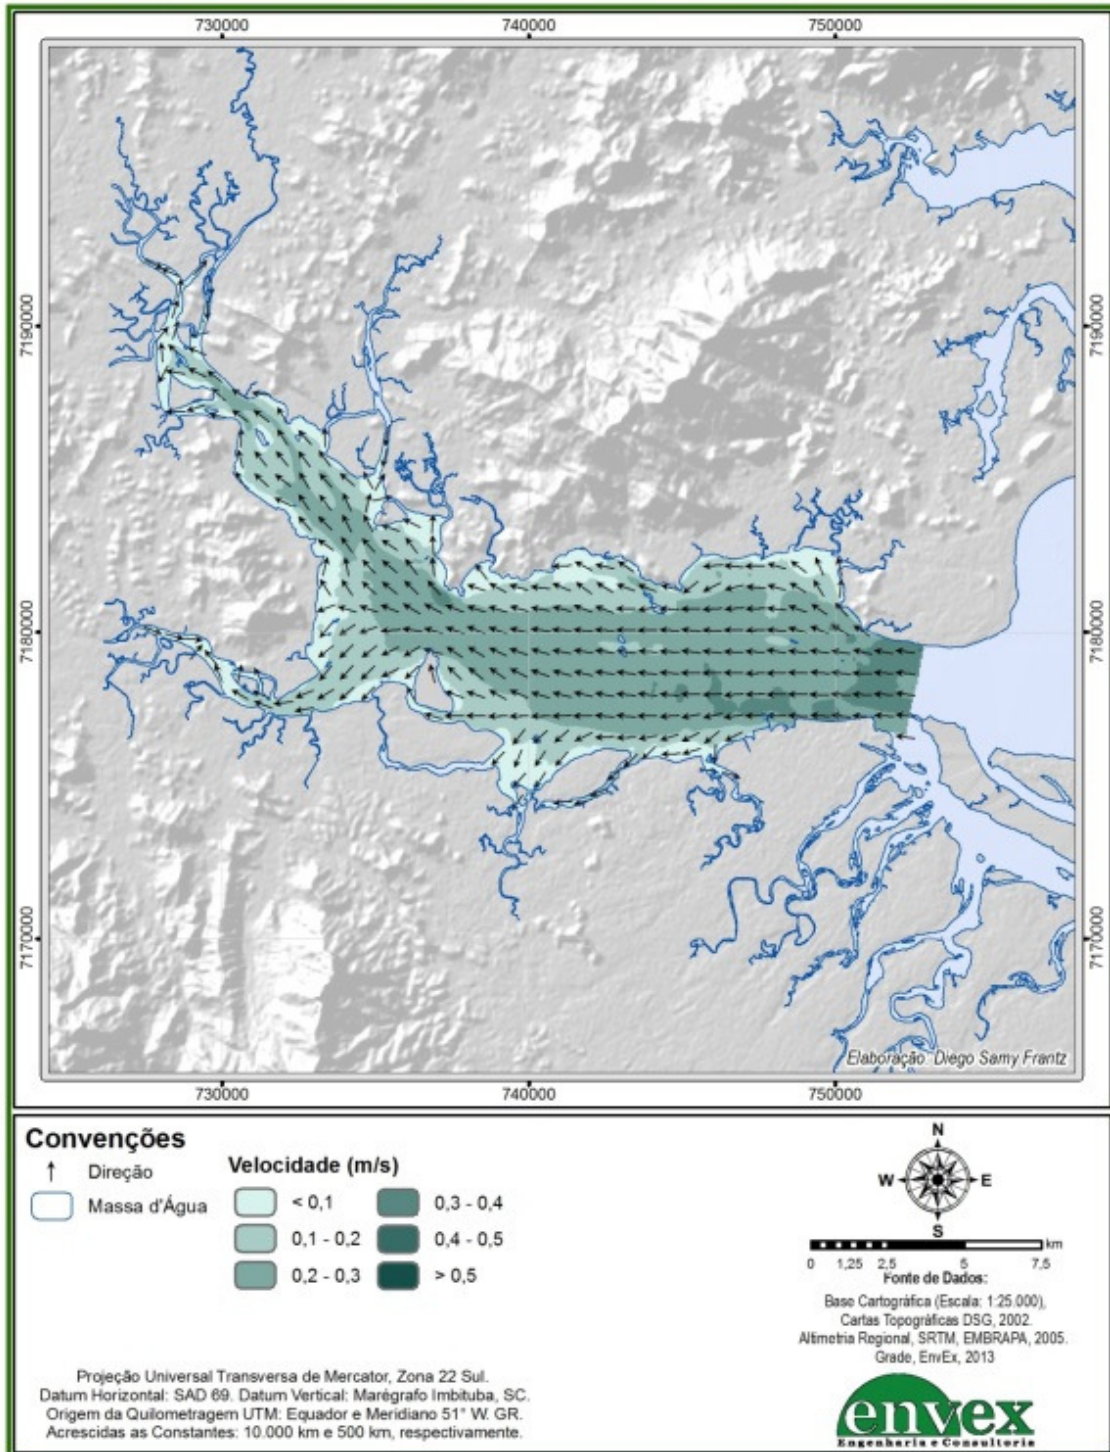 730000 740000 750000
7190000 7190000
7180000 7180000
7170000 7170000
Elaboração: Diego Samy Frantz
730000 740000 750000
Convenções
Direção
Massa d'Água
Velocidade (m/s)
< 0,1
0,1 - 0,2
0,2 - 0,3
0,3 - 0,4
0,4 - 0,5
> 0,5
N
W E
S
km
0 1,25 2,5 5 7,5
Fonte de Dados:
Base Cartográfica (Escala: 1:25.000),
Cartas Topográficas DSG, 2002.
Altimetria Regional, SRTM, EMBRAPA, 2005.
Grade, EnvEx, 2013
Projeção Universal Transversa de Mercator, Zona 22 Sul.
Datum Horizontal: SAD 69. Datum Vertical: Marégrafo Imbituba, SC.
Origem da Quilometragem UTM: Equador e Meridiano 51° W. GR.
Acrescidas as Constantes: 10.000 km e 500 km, respectivamente.
envex
Engenharia e Consultoria